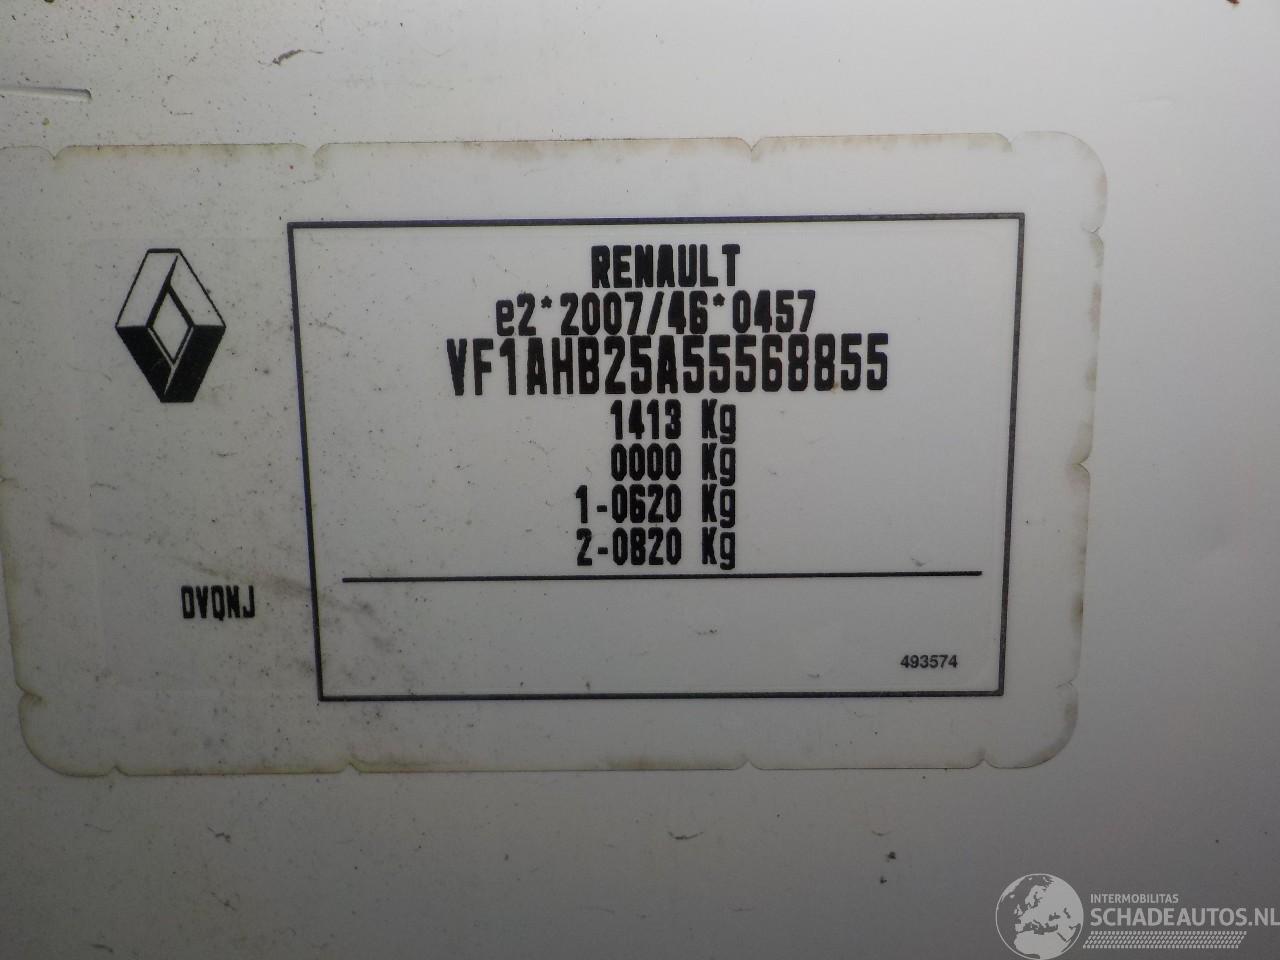 RENAULT
e2*2007/46*0457
VF1AHB25A55568855
1413 Kg
0000 Kg
1-0620 Kg
2-0820 Kg
DVQNJ
493574
INTERMOBILITAS
SCHADEAUTOS.NL